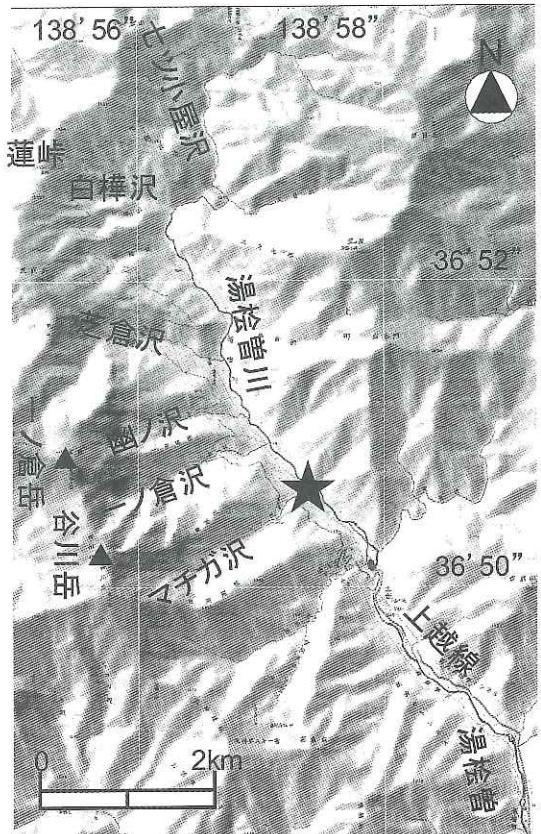 138’56”
138’58”
N
七ツ小屋沢
蓮峠
白樺沢
36’52”
湯桧曽川
芝倉沢
幽ノ沢
一ノ倉岳
一ノ倉沢
谷川岳
マチガ沢
36’50”
上越線
湯桧曽
0
2km